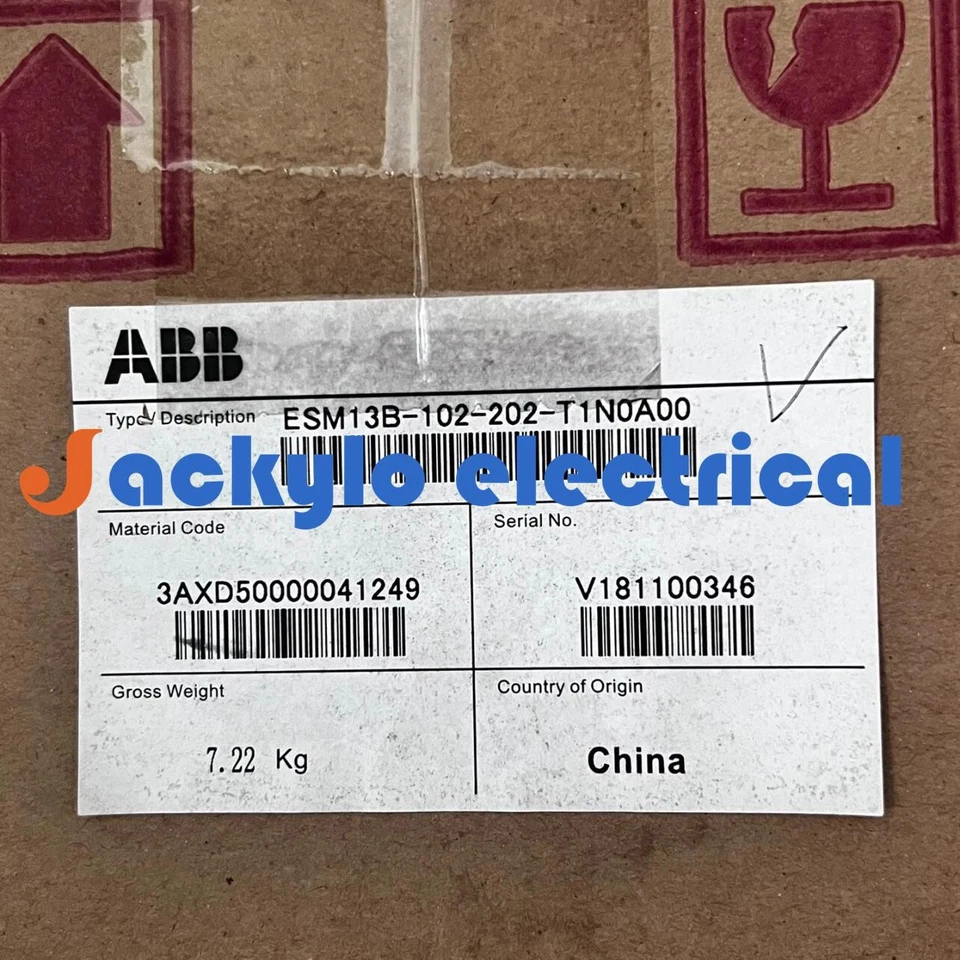 ABB
Type/ Description ESM13B-102-202-T1N0A00
Jackylo electrical
Material Code
Serial No.
3AXD50000041249
V181100346
Gross Weight
Country of Origin
7.22 Kg
China